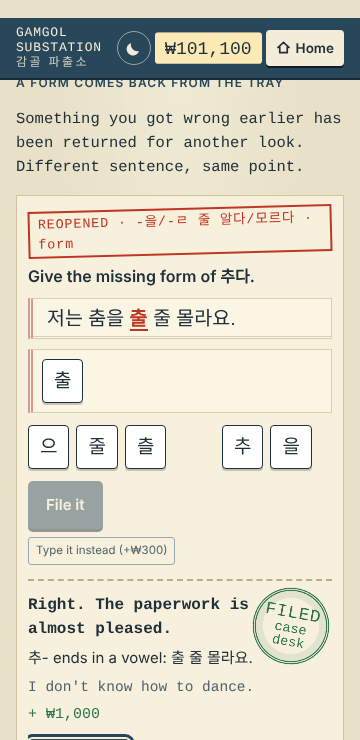 GAMGOL
SUBSTATION
감골 파출소
₩101,100
Home
A FORM COMES BACK FROM THE TRAY
Something you got wrong earlier has
been returned for another look.
Different sentence, same point.
REOPENED · -을/-ㄹ 줄 알다/모르다 ·
form
Give the missing form of 추다.
저는 춤을 출 줄 몰라요.
출
으 줄 츨 추 을
File it
Type it instead (+₩300)
Right. The paperwork is
almost pleased.
FILED
case
desk
추- ends in a vowel: 출 줄 몰라요.
I don't know how to dance.
+ ₩1,000